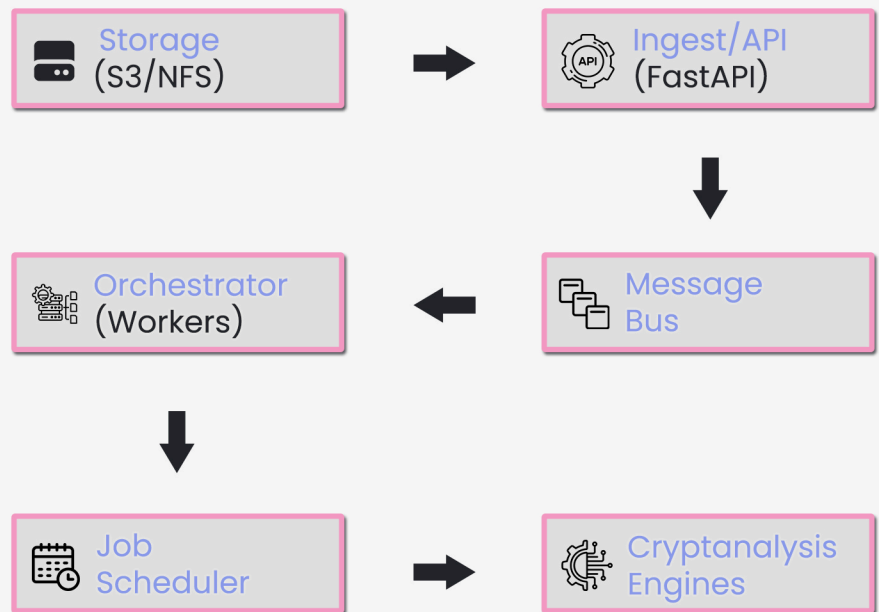 Storage
(S3/NFS)
API
Ingest/API
(FastAPI)
Message
Bus
Orchestrator
(Workers)
Job
Scheduler
Cryptanalysis
Engines